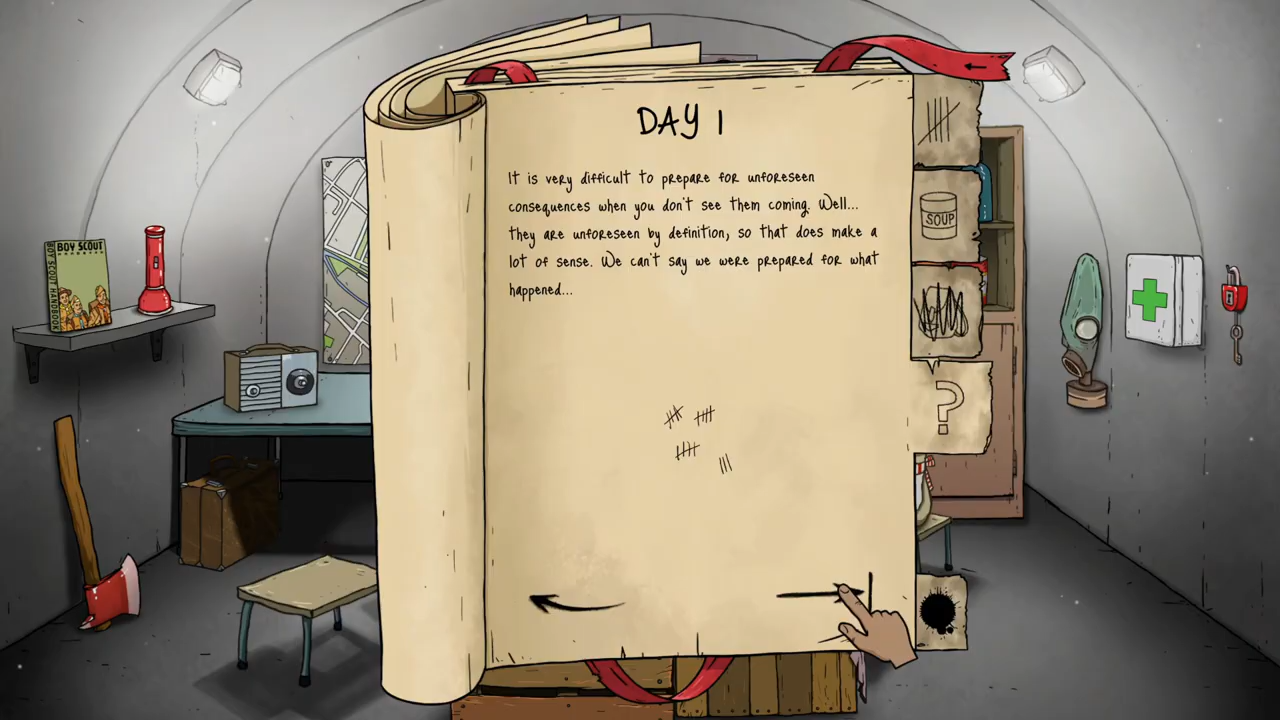 DAY 1
It is very difficult to prepare for unforeseen
consequences when you don't see them coming. Well...
they are unforeseen by definition, so that does make a
lot of sense. We can't say we were prepared for what
happened...
BOY SCOUT
BOY SCOUT HANDBOOK
SOUP
?